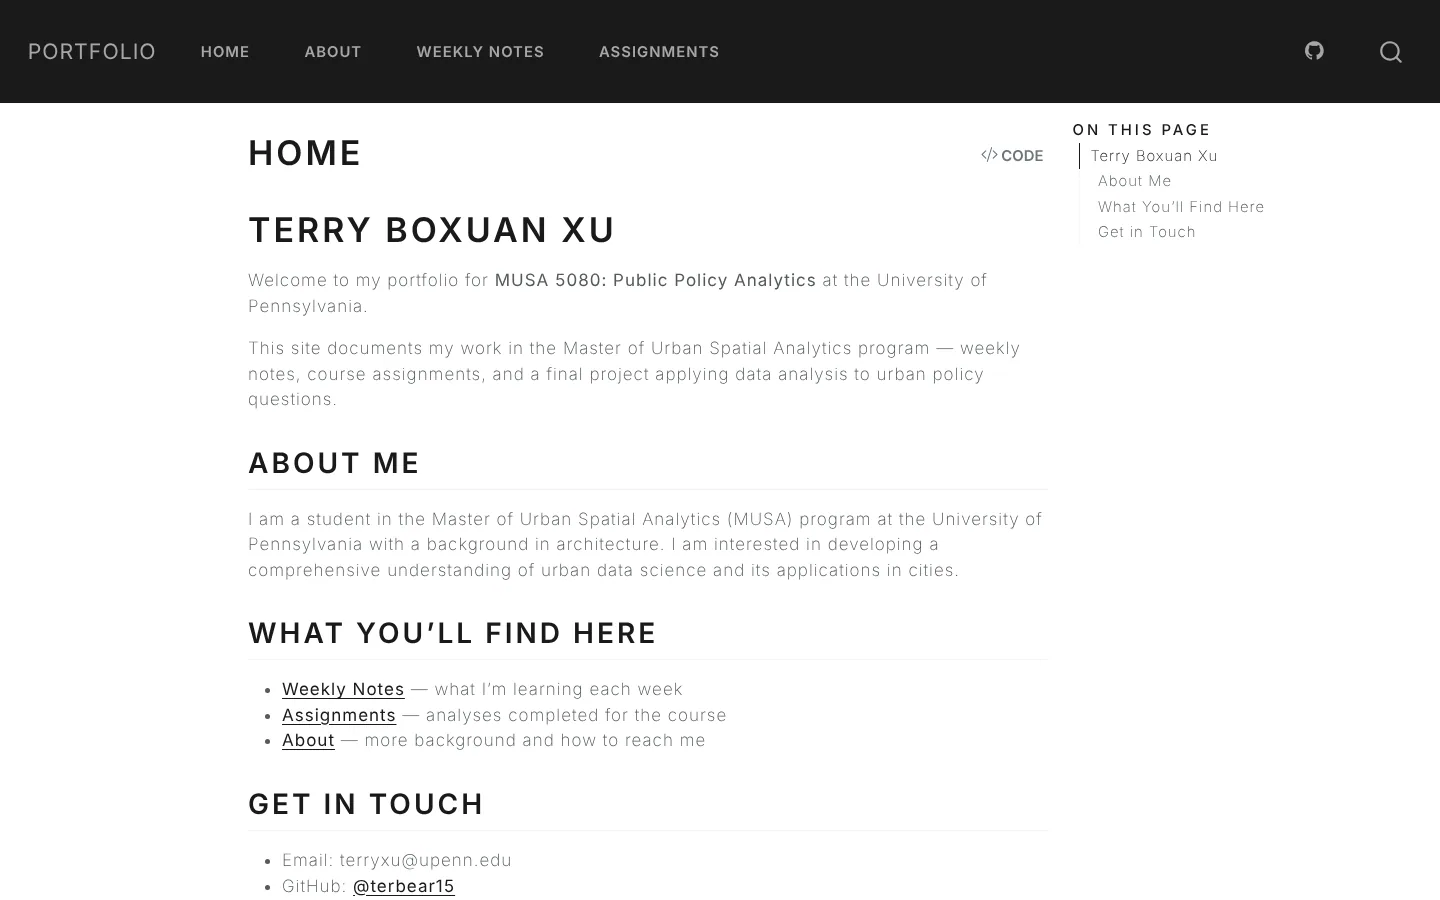 PORTFOLIO
HOME
ABOUT
WEEKLY NOTES
ASSIGNMENTS
HOME
</> CODE
TERRY BOXUAN XU
Welcome to my portfolio for MUSA 5080: Public Policy Analytics at the University of
Pennsylvania.
This site documents my work in the Master of Urban Spatial Analytics program — weekly
notes, course assignments, and a final project applying data analysis to urban policy
questions.
ABOUT ME
I am a student in the Master of Urban Spatial Analytics (MUSA) program at the University of
Pennsylvania with a background in architecture. I am interested in developing a
comprehensive understanding of urban data science and its applications in cities.
WHAT YOU’LL FIND HERE
Weekly Notes — what I’m learning each week
Assignments — analyses completed for the course
About — more background and how to reach me
GET IN TOUCH
Email: terryxu@upenn.edu
GitHub: @terbear15
ON THIS PAGE
Terry Boxuan Xu
About Me
What You’ll Find Here
Get in Touch